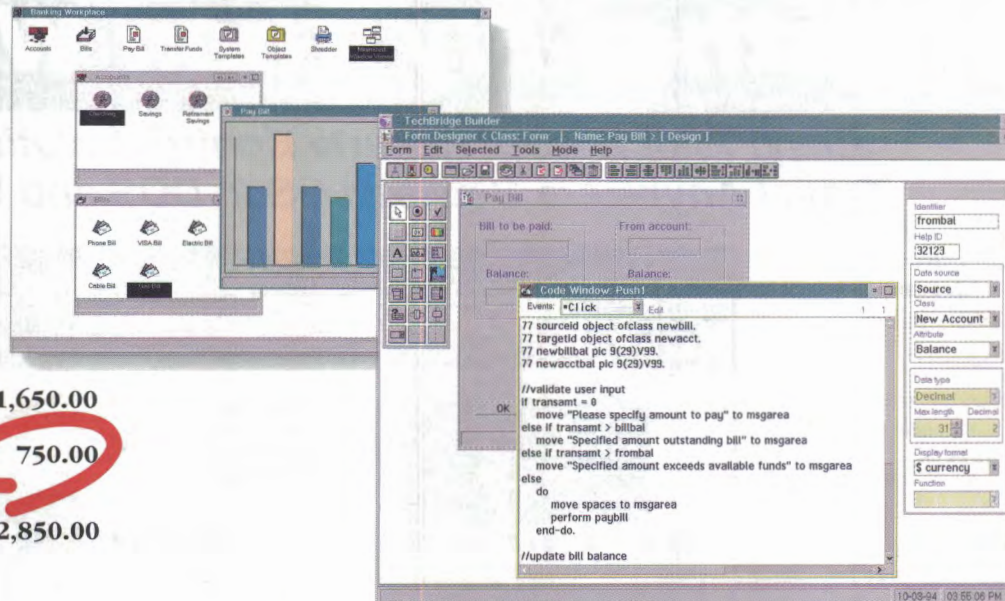 Banking Workplace
Accounts
Bills
Pay Bill
Transfer Funds
System Templates
Object Templates
Shredder
Accounts
Checking
Savings
Retirement Savings
Bills
Phone Bill
VISA Bill
Electric Bill
Cable Bill
Pay Bill
1,650.00
750.00
2,850.00
TechBridge Builder
Form Designer < Class: Form | Name: Pay Bill > [ Design ]
Form Edit Selected Tools Mode Help
Pay Bill
Bill to be paid:
From account:
Balance:
Balance:
OK
Code Window: Push1
Events: *Click Edit 1 1
77 sourceid object ofclass newbill.
77 targetid object ofclass newacct.
77 newbillbal pic 9(29)V99.
77 newacctbal pic 9(29)V99.
//validate user input
if transamt = 0
move "Please specify amount to pay" to msgarea
else if transamt > billbal
move "Specified amount outstanding bill" to msgarea
else if transamt > frombal
move "Specified amount exceeds available funds" to msgarea
else
do
move spaces to msgarea
perform paybill
end-do.
//update bill balance
Identifier
frombal
Help ID
32123
Data source
Source
Class
New Account
Attribute
Balance
Data type
Decimal
Max length Decimal
31 2
Display format
$ currency
Function
10-03-94 03:55:06 PM